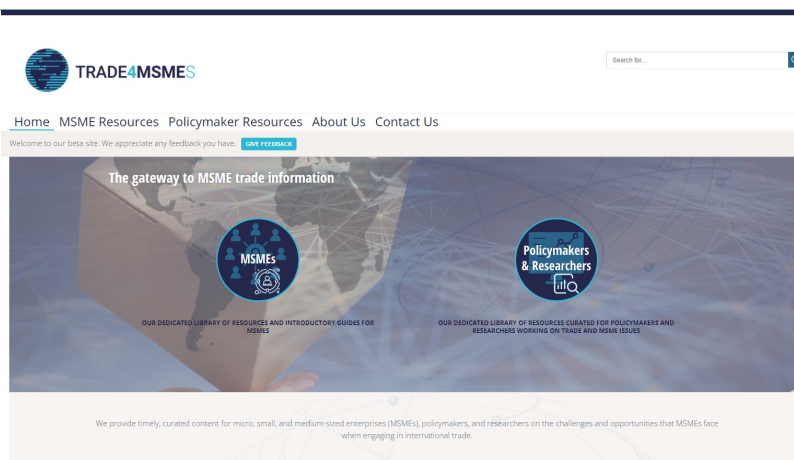 TRADE4MSMES
Search for...
Home MSME Resources Policymaker Resources About Us Contact Us
Welcome to our beta site. We appreciate any feedback you have. GIVE FEEDBACK
The gateway to MSME trade information
MSMEs
Policymakers
& Researchers
OUR DEDICATED LIBRARY OF RESOURCES AND INTRODUCTORY GUIDES FOR
MSMES
OUR DEDICATED LIBRARY OF RESOURCES CURATED FOR POLICYMAKERS AND
RESEARCHERS WORKING ON TRADE AND MSME ISSUES
We provide timely, curated content for micro, small, and medium-sized enterprises (MSMEs), policymakers, and researchers on the challenges and opportunities that MSMEs face
when engaging in international trade.